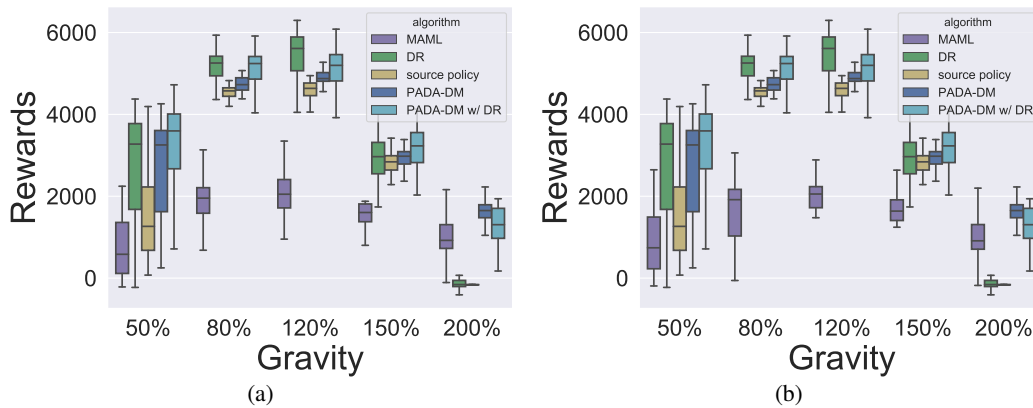 6000
4000
2000
0
Rewards
algorithm
MAML
DR
source policy
PADA-DM
PADA-DM w/ DR
50% 80% 120% 150% 200%
Gravity
(a)
6000
4000
2000
0
Rewards
algorithm
MAML
DR
source policy
PADA-DM
PADA-DM w/ DR
50% 80% 120% 150% 200%
Gravity
(b)